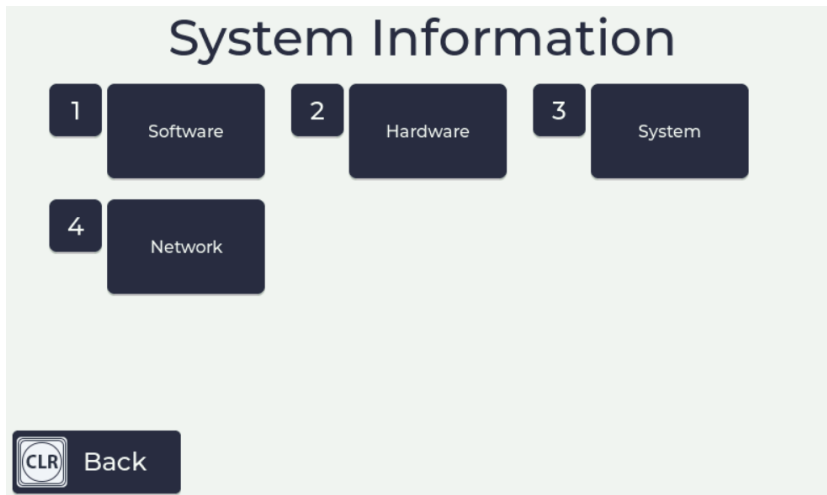 System Information
1 Software 2 Hardware 3 System
4 Network
CLR Back